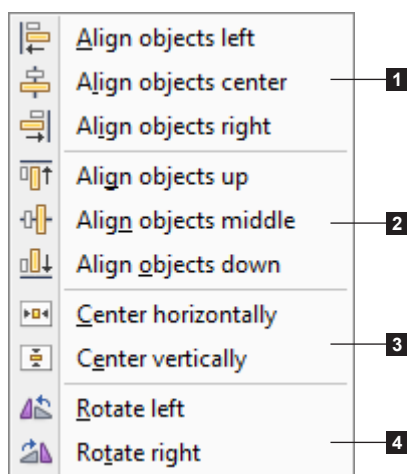 Align objects left
Align objects center
1
Align objects right
Align objects up
Align objects middle
2
Align objects down
Center horizontally
3
Center vertically
Rotate left
4
Rotate right